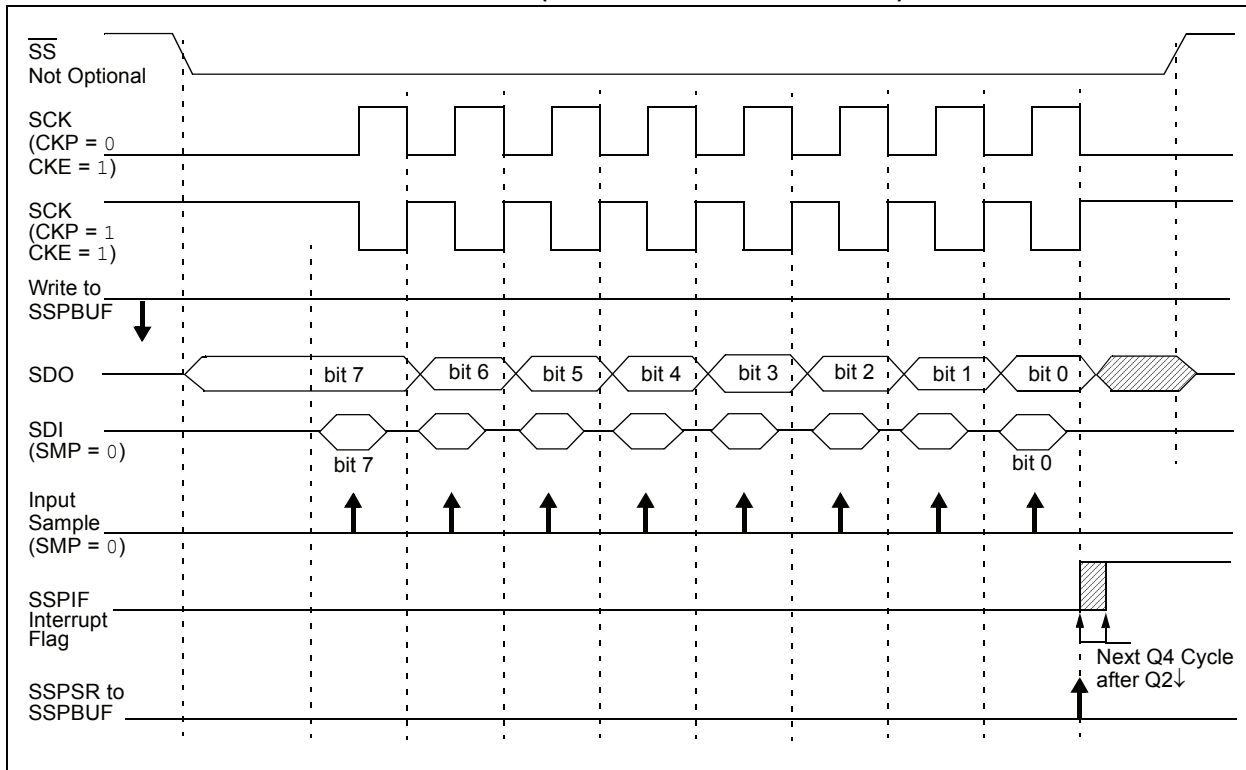 SS
Not Optional
SCK
(CKP = 0
CKE = 1)
SCK
(CKP = 1
CKE = 1)
Write to
SSPBUF
SDO
bit 7
bit 6
bit 5
bit 4
bit 3
bit 2
bit 1
bit 0
SDI
(SMP = 0)
bit 7
bit 0
Input
Sample
(SMP = 0)
SSPIF
Interrupt
Flag
Next Q4 Cycle
after Q2↓
SSPSR to
SSPBUF